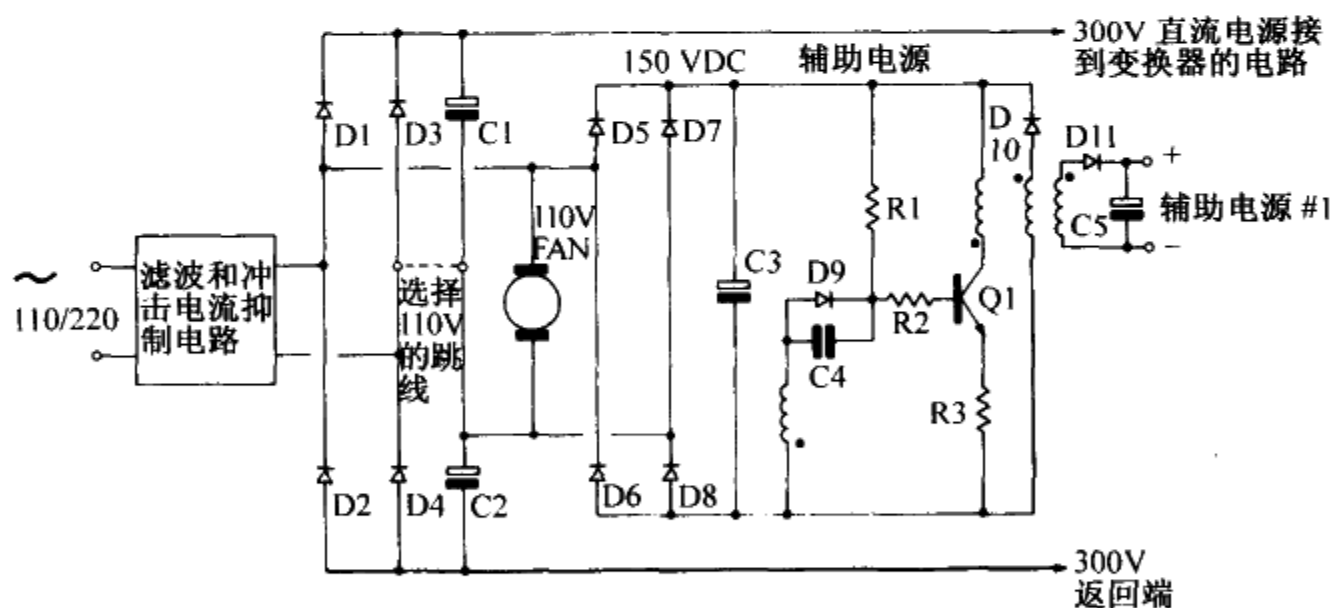 300V 直流电源接
到变换器的电路
150 VDC
辅助电源
D1
D3
C1
D5
D7
D
10
D11
+
辅助电源 #1
C5
−
110V
FAN
R1
C3
D9
R2
Q1
C4
R3
~
110/220
滤波和冲
击电流抑
制电路
选择
110V
的跳
线
D2
D4
C2
D6
D8
300V
返回端